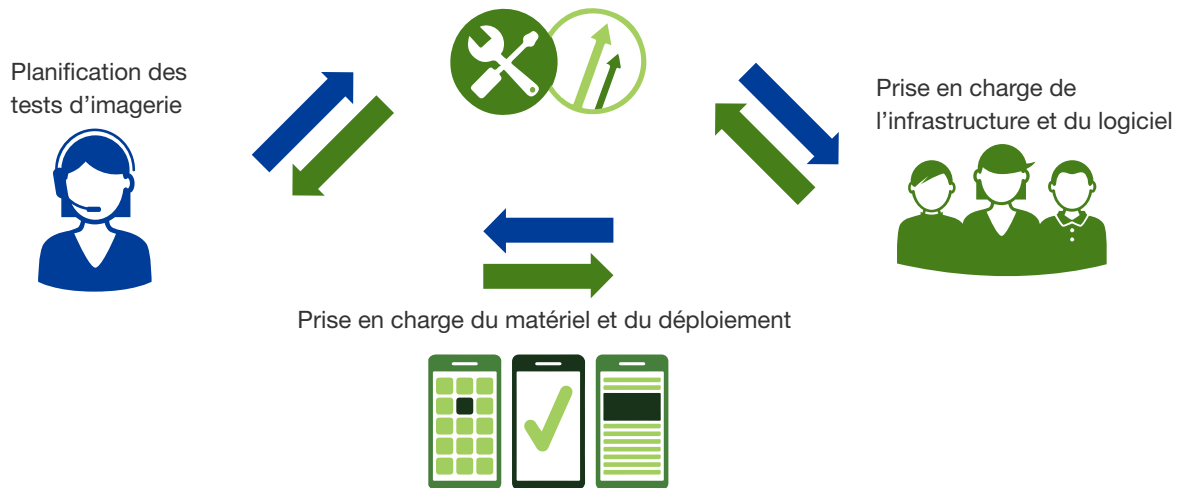 Planification des
tests d’imagerie
Prise en charge de
l’infrastructure et du logiciel
Prise en charge du matériel et du déploiement